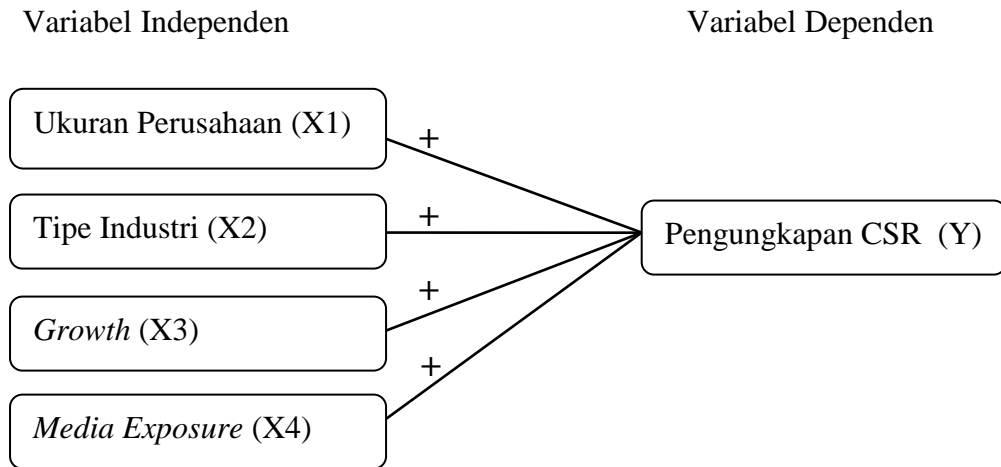 Variabel Independen
Variabel Dependen
Ukuran Perusahaan (X1)
+
Tipe Industri (X2)
+
Pengungkapan CSR (Y)
Growth (X3)
+
Media Exposure (X4)
+